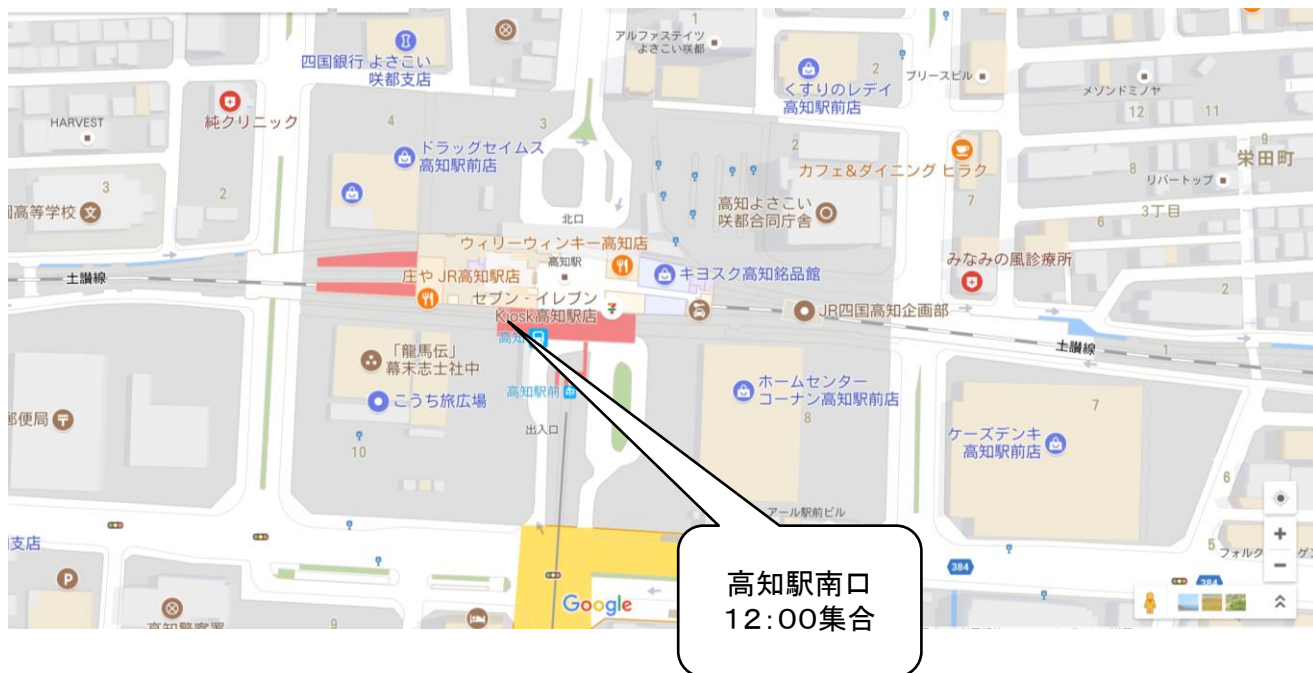 1
アルファステイツ
よさこい咲都
四国銀行 よさこい
咲都支店
2
くすりのレデイ
高知駅前店
ブリースビル
メゾンドミノヤ
12
11
HARVEST
純クリニック
4
3
ドラッグセイムス
高知駅前店
2
カフェ&ダイニング ヒラク
9
栄田町
8
リバートップ
3
2
7
高等学校
北口
高知よさこい
咲都合同庁舎
3丁目
6
ウィリーウィンキー高知店
高知駅
みなみの風診療所
土讃線
庄や JR高知駅店
キヨスク高知銘品館
2
セブン-イレブン
Kiosk高知駅店
JR四国高知企画部
高知
土讃線
1
「龍馬伝」
幕末志士社中
高知駅前
こうち旅広場
ホームセンター
コーナン高知駅前店
7
郵便局
出入口
8
ケーズデンキ
高知駅前店
10
6
アール駅前ビル
支店
5
フォルク
384
384
P
高知駅南口
12:00集合
Google
9
高知警察署